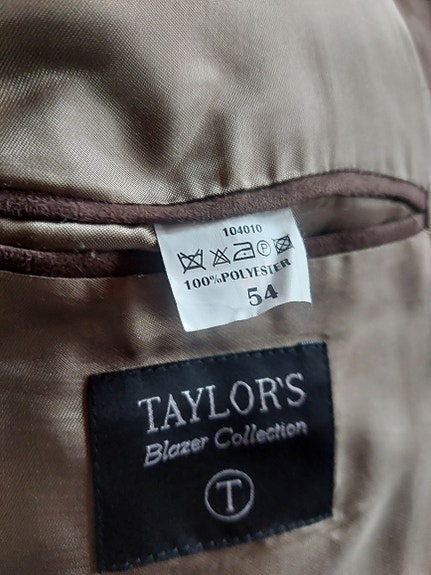 104010
P
100%POLYESTER
54
TAYLOR'S
Blazer Collection
T